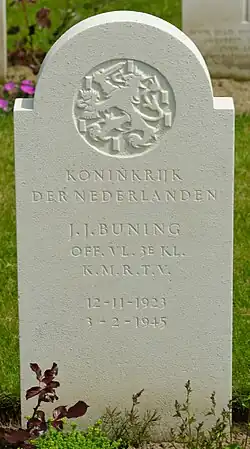 KONINKRIJK
DER NEDERLANDEN
J. J. BUNING
OFF. VL. 3E KL.
K. M. R. T. V.
12-11-1923
3-2-1945